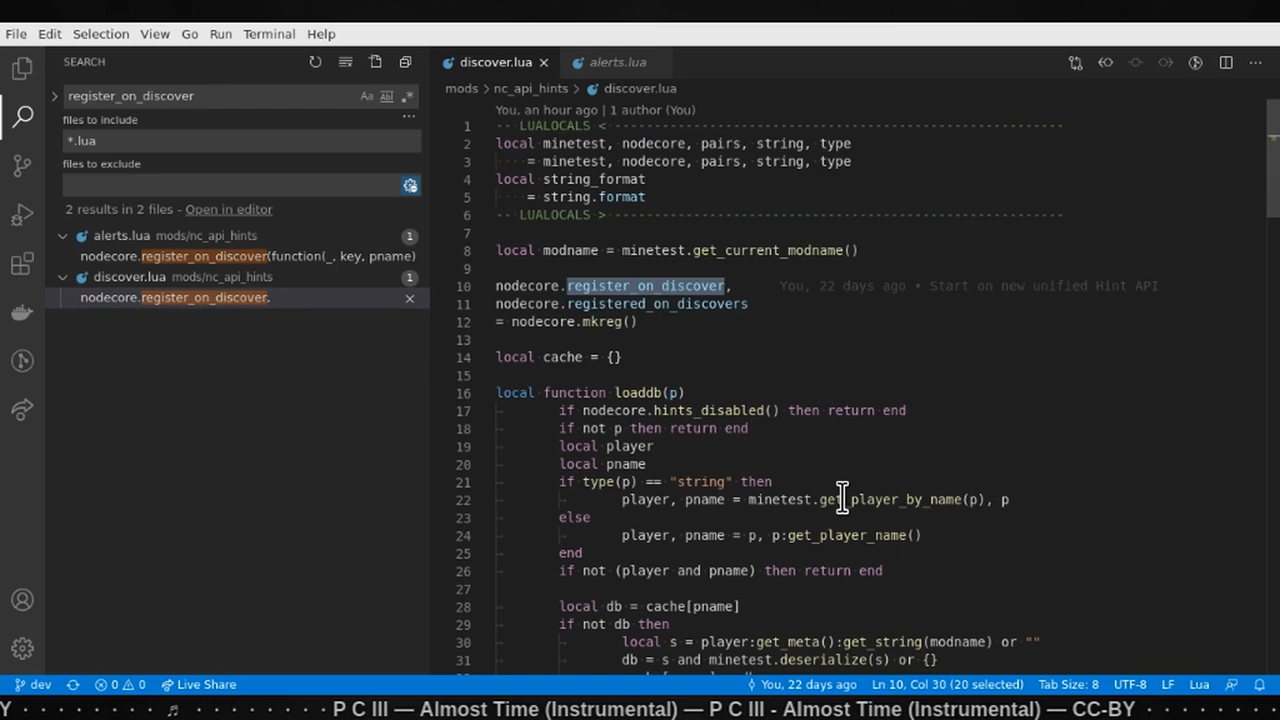 File Edit Selection View Go Run Terminal Help
SEARCH
register_on_discover
Aa Ab .*
files to include
...
*.lua
files to exclude
2 results in 2 files - Open in editor
alerts.lua mods/nc_api_hints 1
nodecore.register_on_discover(function(_, key, pname)
discover.lua mods/nc_api_hints 1
nodecore.register_on_discover,
discover.lua alerts.lua
mods > nc_api_hints > discover.lua
You, an hour ago | 1 author (You)
1 -- LUALOCALS < ---------------------------------------------------------
2 local minetest, nodecore, pairs, string, type
3 = minetest, nodecore, pairs, string, type
4 local string_format
5 = string.format
6 -- LUALOCALS > ---------------------------------------------------------
7
8 local modname = minetest.get_current_modname()
9
10 nodecore.register_on_discover, You, 22 days ago • Start on new unified Hint API
11 nodecore.registered_on_discovers
12 = nodecore.mkreg()
13
14 local cache = {}
15
16 local function loaddb(p)
17 if nodecore.hints_disabled() then return end
18 if not p then return end
19 local player
20 local pname
21 if type(p) == "string" then
22 player, pname = minetest.get_player_by_name(p), p
23 else
24 player, pname = p, p:get_player_name()
25 end
26 if not (player and pname) then return end
27
28 local db = cache[pname]
29 if not db then
30 local s = player:get_meta():get_string(modname) or ""
31 db = s and minetest.deserialize(s) or {}
dev 0 0 Live Share You, 22 days ago Ln 10, Col 30 (20 selected) Tab Size: 8 UTF-8 LF Lua
Y · · · · · · · ♬ · · · · · · · P C III — Almost Time (Instrumental) — P C III - Almost Time (Instrumental) — CC-BY · · · · · · ·